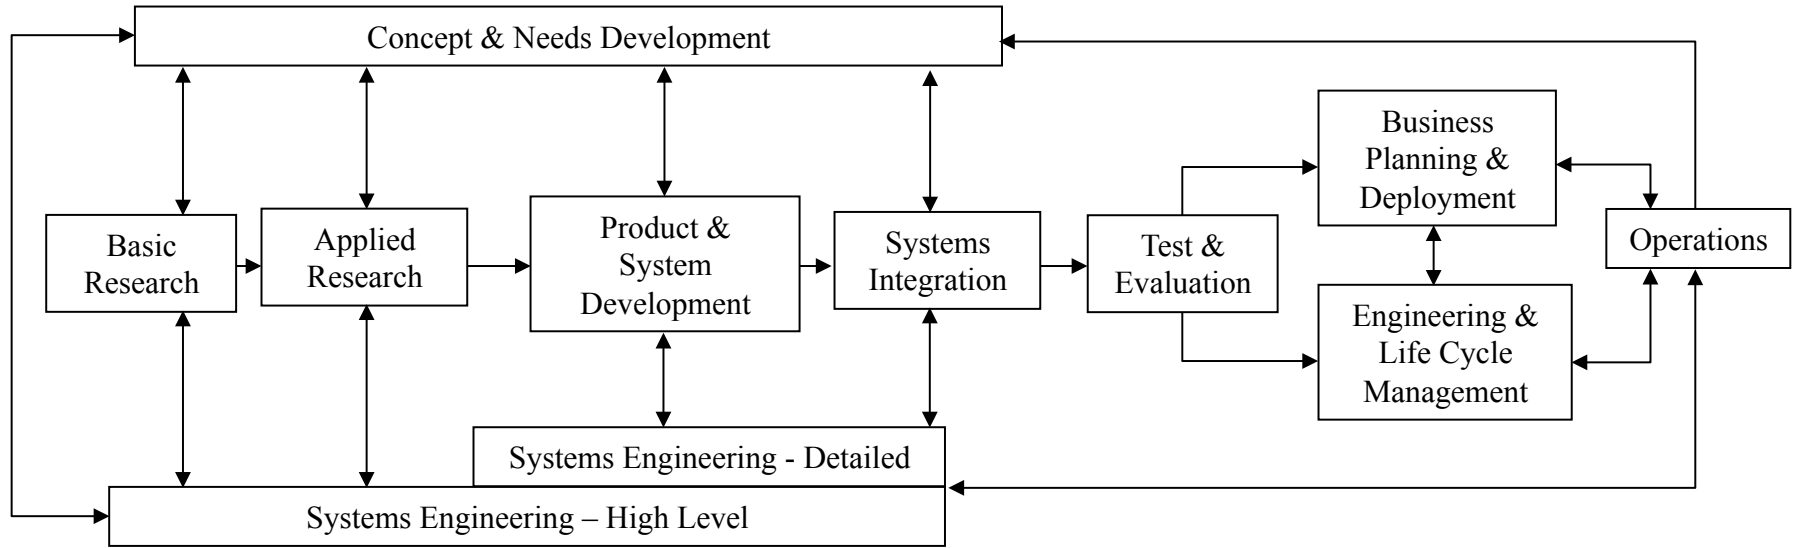 Concept & Needs Development
Basic
Research
Applied
Research
Product &
System
Development
Systems
Integration
Test &
Evaluation
Business
Planning &
Deployment
Engineering &
Life Cycle
Management
Operations
Systems Engineering - Detailed
Systems Engineering – High Level